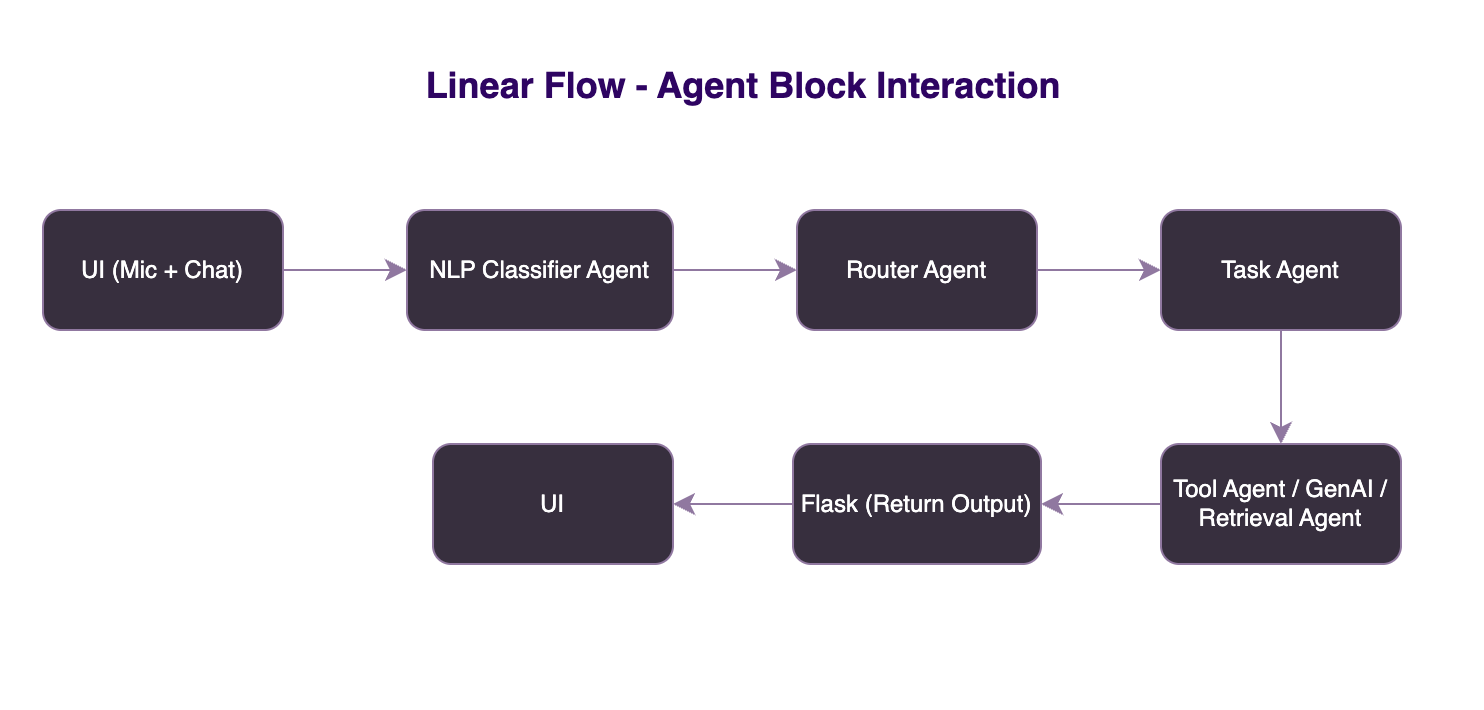 Linear Flow - Agent Block Interaction
UI (Mic + Chat)
NLP Classifier Agent
Router Agent
Task Agent
Tool Agent / GenAI /
Retrieval Agent
Flask (Return Output)
UI